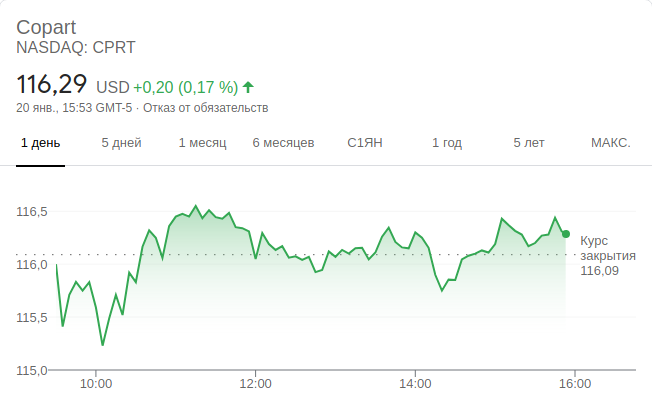 Copart
NASDAQ: CPRT
116,29 USD +0,20 (0,17 %)
20 янв., 15:53 GMT-5 · Отказ от обязательств
1 день 5 дней 1 месяц 6 месяцев С1ЯН 1 год 5 лет МАКС.
116,5
Курс
116,0 закрытия
116,09
115,5
115,0
10:00 12:00 14:00 16:00